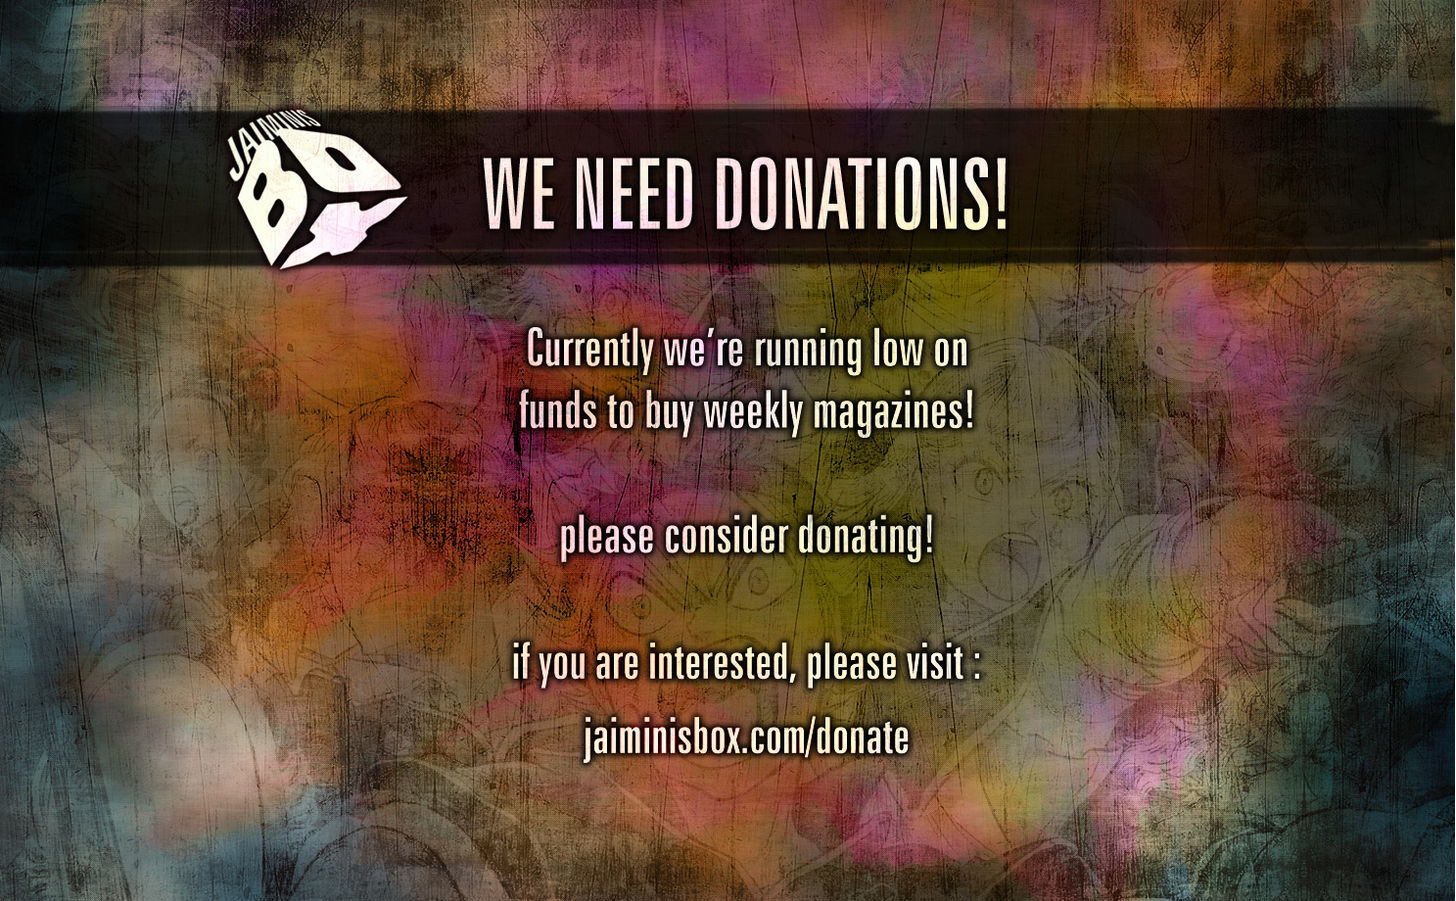 JAIMINIS
BOX
WE NEED DONATIONS!
Currently we're running low on
funds to buy weekly magazines!
please consider donating!
if you are interested, please visit :
jaiminisbox.com/donate